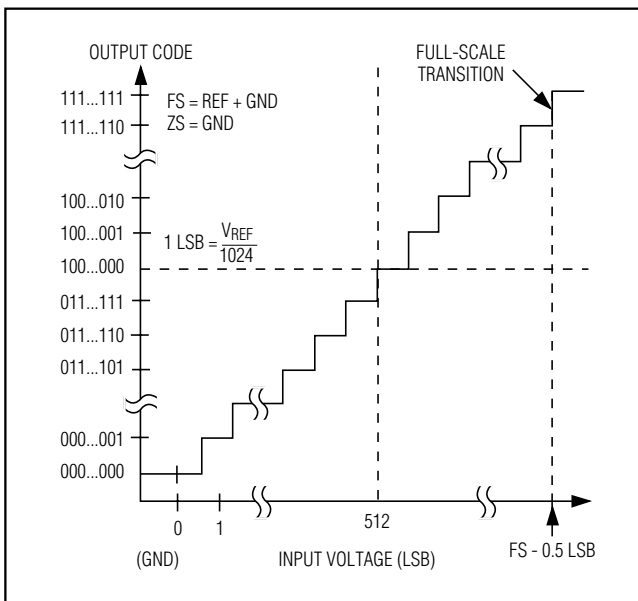 OUTPUT CODE
FULL-SCALE
TRANSITION
111...111
FS = REF + GND
111...110
ZS = GND
100...010
100...001
1 LSB = VREF
1024
100...000
011...111
011...110
011...101
000...001
000...000
0
1
512
(GND)
INPUT VOLTAGE (LSB)
FS - 0.5 LSB